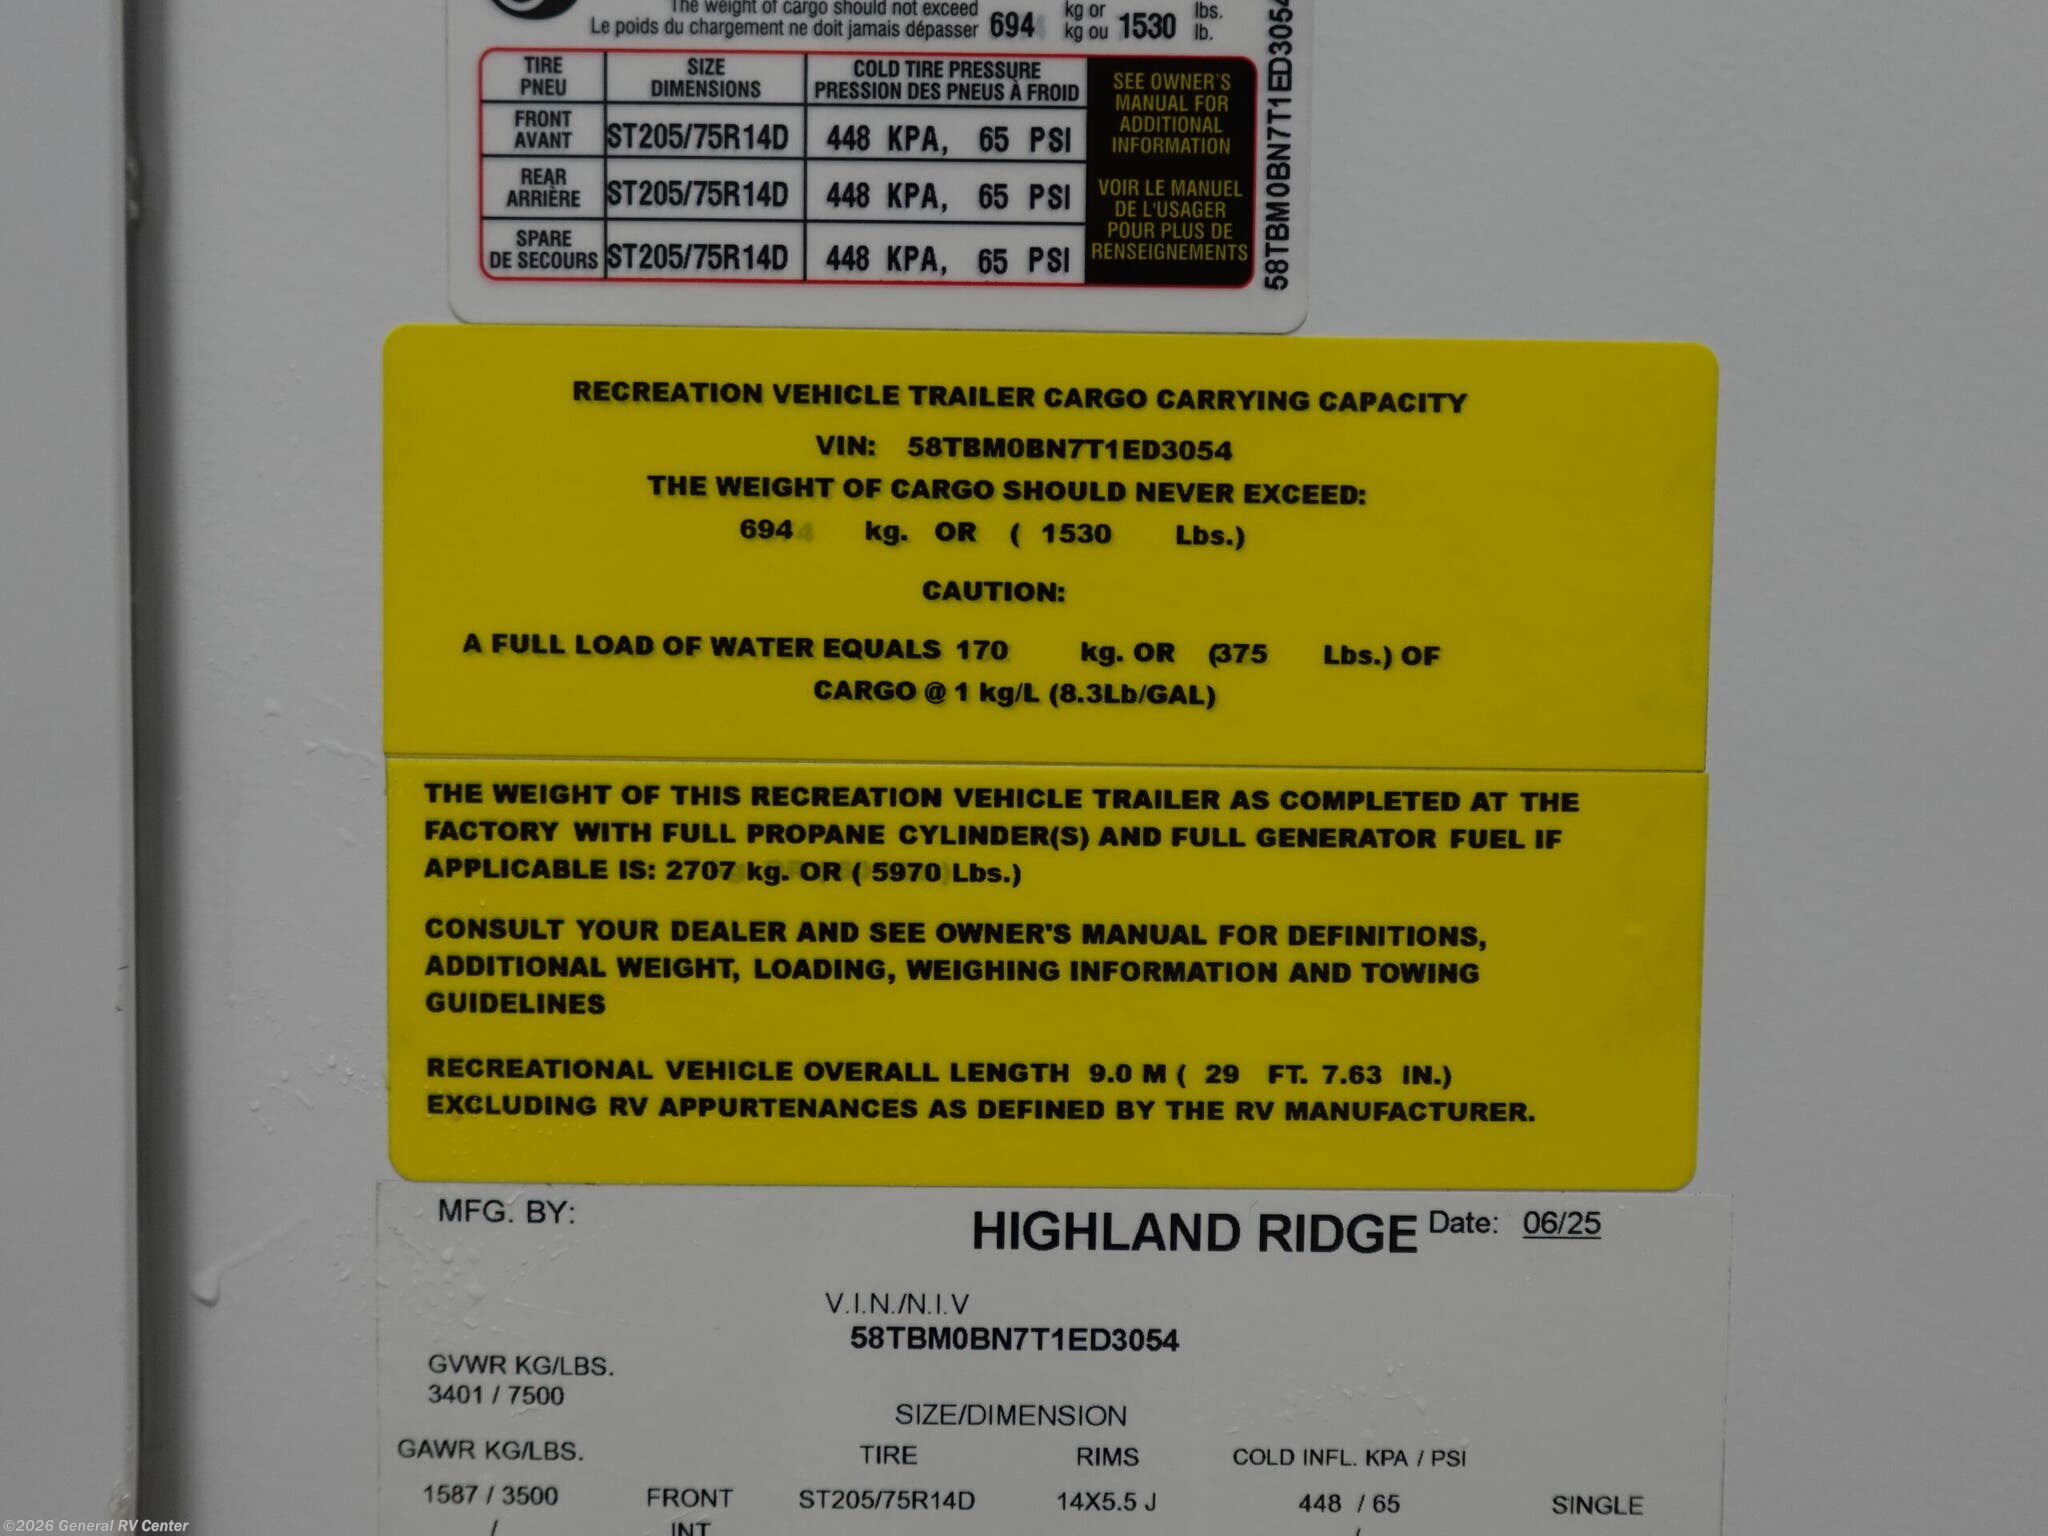 The weight of cargo should not exceed 694 kg or 1530 lbs.
Le poids du chargement ne doit jamais dépasser kg ou lb.
TIRE PNEU SIZE DIMENSIONS COLD TIRE PRESSURE PRESSION DES PNEUS À FROID
FRONT AVANT ST205/75R14D 448 KPA, 65 PSI
REAR ARRIÈRE ST205/75R14D 448 KPA, 65 PSI
SPARE DE SECOURS ST205/75R14D 448 KPA, 65 PSI
SEE OWNER'S
MANUAL FOR
ADDITIONAL
INFORMATION
VOIR LE MANUEL
DE L'USAGER
POUR PLUS DE
RENSEIGNEMENTS
58TBM0BN7T1ED3054
RECREATION VEHICLE TRAILER CARGO CARRYING CAPACITY
VIN: 58TBM0BN7T1ED3054
THE WEIGHT OF CARGO SHOULD NEVER EXCEED:
694 kg. OR ( 1530 Lbs.)
CAUTION:
A FULL LOAD OF WATER EQUALS 170 kg. OR (375 Lbs.) OF
CARGO @ 1 kg/L (8.3Lb/GAL)
THE WEIGHT OF THIS RECREATION VEHICLE TRAILER AS COMPLETED AT THE
FACTORY WITH FULL PROPANE CYLINDER(S) AND FULL GENERATOR FUEL IF
APPLICABLE IS: 2707 kg. OR ( 5970 Lbs.)
CONSULT YOUR DEALER AND SEE OWNER'S MANUAL FOR DEFINITIONS,
ADDITIONAL WEIGHT, LOADING, WEIGHING INFORMATION AND TOWING
GUIDELINES
RECREATIONAL VEHICLE OVERALL LENGTH 9.0 M ( 29 FT. 7.63 IN.)
EXCLUDING RV APPURTENANCES AS DEFINED BY THE RV MANUFACTURER.
MFG. BY: HIGHLAND RIDGE Date: 06/25
V.I.N./N.I.V
58TBM0BN7T1ED3054
GVWR KG/LBS.
3401 / 7500
SIZE/DIMENSION
GAWR KG/LBS. TIRE RIMS COLD INFL. KPA / PSI
1587 / 3500 FRONT ST205/75R14D 14X5.5 J 448 / 65 SINGLE
/ INT /
©2026 General RV Center